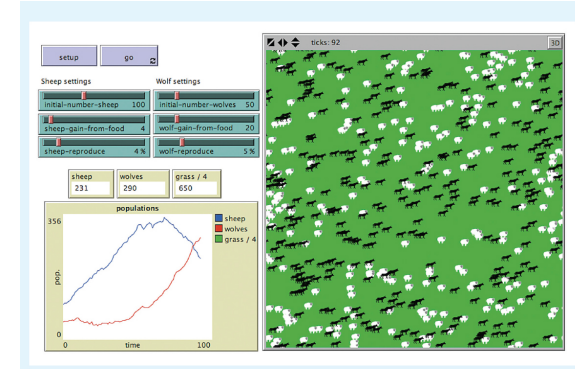 setup
go
ticks: 92
3D
Sheep settings
Wolf settings
initial-number-sheep 100
initial-number-wolves 50
sheep-gain-from-food 4
wolf-gain-from-food 20
sheep-reproduce 4 %
wolf-reproduce 5 %
sheep
231
wolves
290
grass / 4
650
populations
356
pop.
0
0
time
100
sheep
wolves
grass / 4